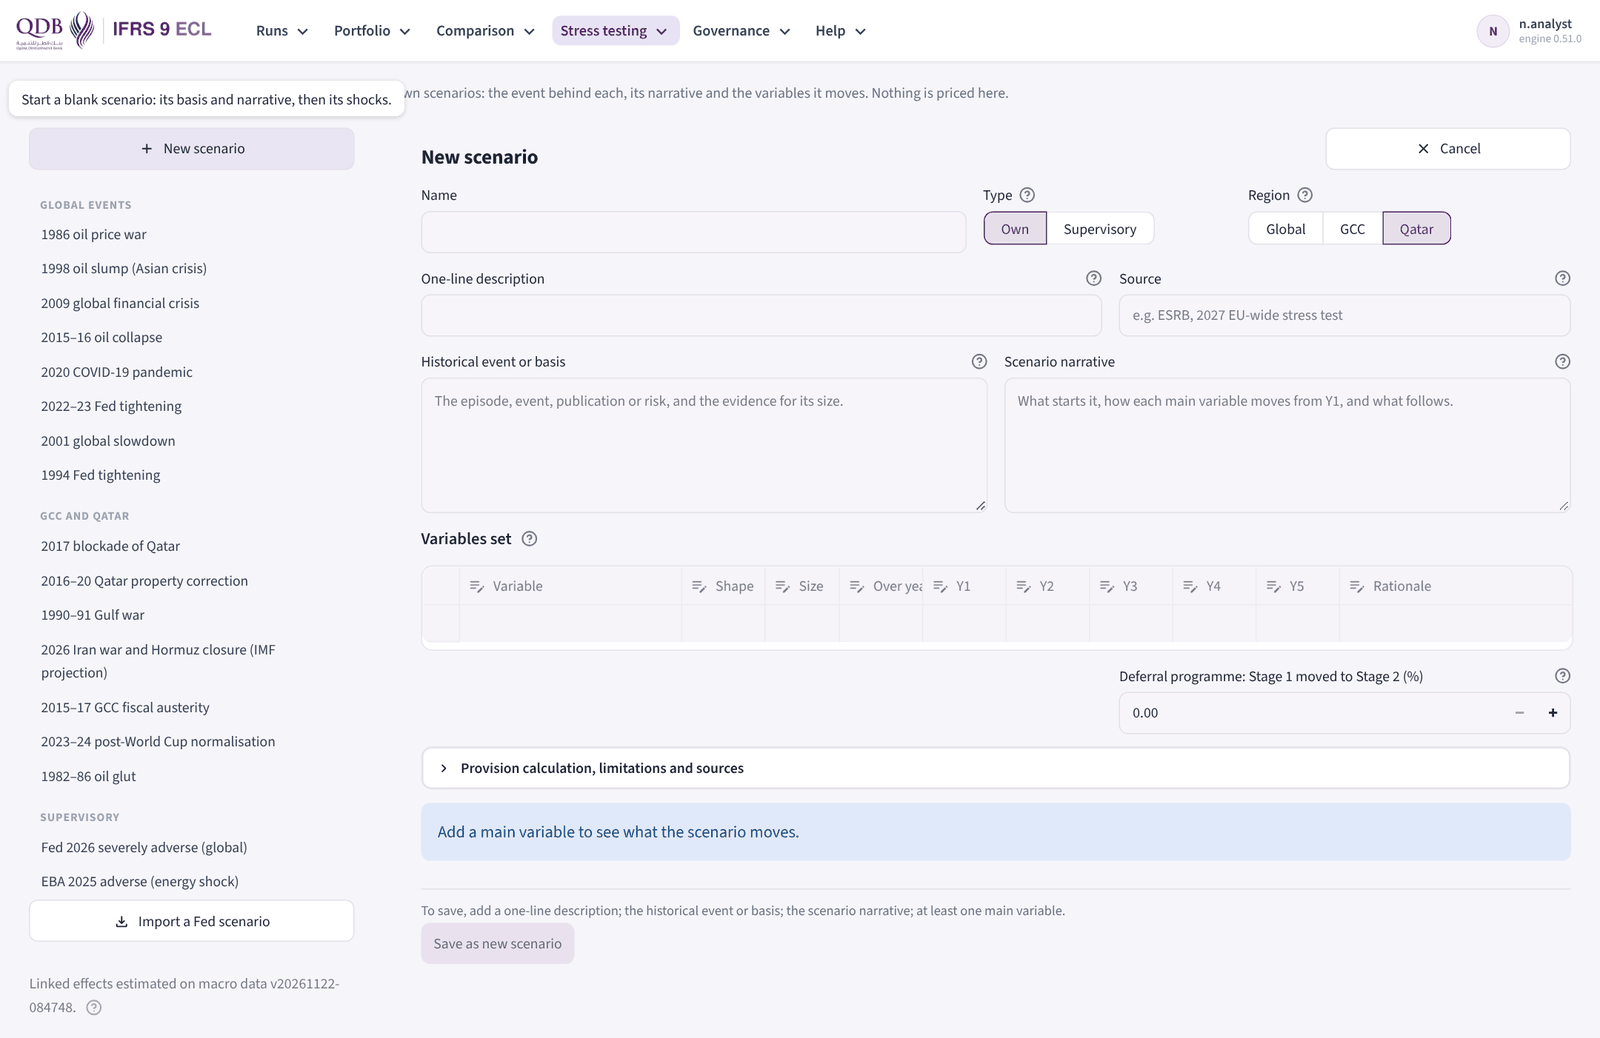 QDB
IFRS 9 ECL
Runs
Portfolio
Comparison
Stress testing
Governance
Help
N
n.analyst
engine 0.51.0
Start a blank scenario: its basis and narrative, then its shocks.
wn scenarios: the event behind each, its narrative and the variables it moves. Nothing is priced here.
New scenario
GLOBAL EVENTS
1986 oil price war
1998 oil slump (Asian crisis)
2009 global financial crisis
2015–16 oil collapse
2020 COVID-19 pandemic
2022–23 Fed tightening
2001 global slowdown
1994 Fed tightening
GCC AND QATAR
2017 blockade of Qatar
2016–20 Qatar property correction
1990–91 Gulf war
2026 Iran war and Hormuz closure (IMF
projection)
2015–17 GCC fiscal austerity
2023–24 post-World Cup normalisation
1982–86 oil glut
SUPERVISORY
Fed 2026 severely adverse (global)
EBA 2025 adverse (energy shock)
Import a Fed scenario
Linked effects estimated on macro data v20261122-
084748.
New scenario
Cancel
Name
Type
Own
Supervisory
Region
Global
GCC
Qatar
One-line description
Source
e.g. ESRB, 2027 EU-wide stress test
Historical event or basis
The episode, event, publication or risk, and the evidence for its size.
Scenario narrative
What starts it, how each main variable moves from Y1, and what follows.
Variables set
Variable
Shape
Size
Over yea
Y1
Y2
Y3
Y4
Y5
Rationale
Deferral programme: Stage 1 moved to Stage 2 (%)
0.00
Provision calculation, limitations and sources
Add a main variable to see what the scenario moves.
To save, add a one-line description; the historical event or basis; the scenario narrative; at least one main variable.
Save as new scenario